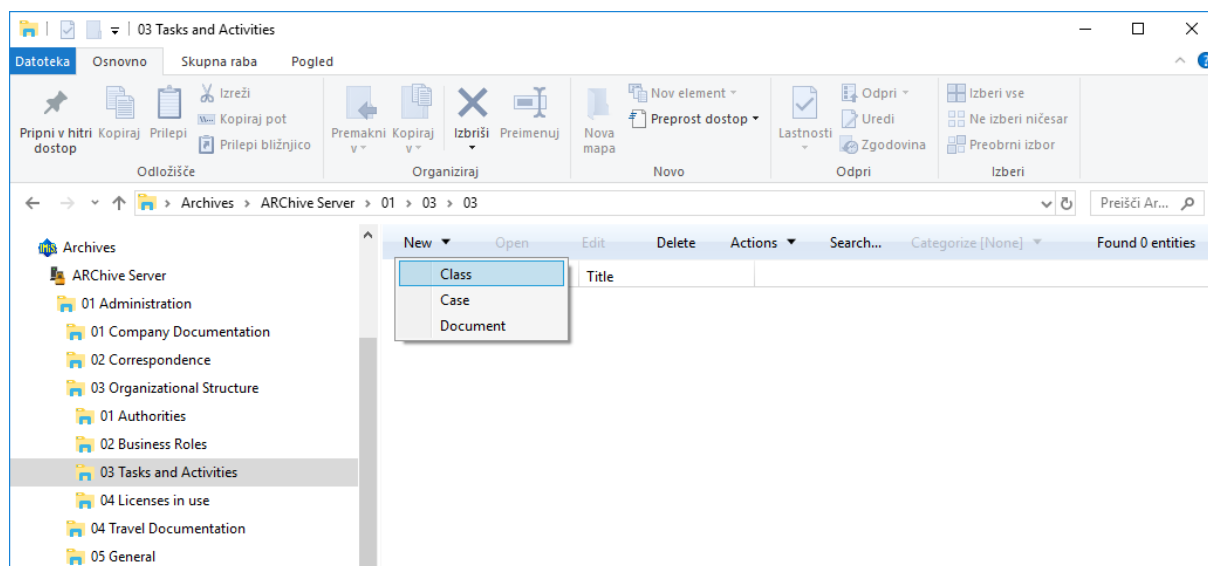 03 Tasks and Activities
Datoteka Osnovno Skupna raba Pogled
Pripni v hitri dostop
Kopiraj
Prilepi
Izreži
Kopiraj pot
Prilepi bližnjico
Odložišče
Premakni v
Kopiraj v
Izbriši
Preimenuj
Organiziraj
Nova mapa
Nov element
Preprost dostop
Novo
Lastnosti
Odpri
Uredi
Zgodovina
Odpri
Izberi vse
Ne izberi ničesar
Preobrni izbor
Izberi
Archives > ARChive Server > 01 > 03 > 03
Preišči Ar...
Archives
ARChive Server
01 Administration
01 Company Documentation
02 Correspondence
03 Organizational Structure
01 Authorities
02 Business Roles
03 Tasks and Activities
04 Licenses in use
04 Travel Documentation
05 General
New Open Edit Delete Actions Search... Categorize [None] Found 0 entities
Class
Case
Document
Title